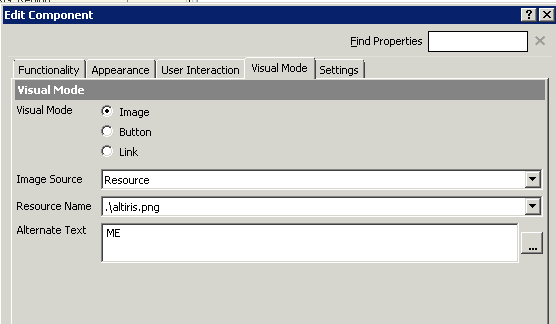 Edit Component
Find Properties
Functionality Appearance User Interaction Visual Mode Settings
Visual Mode
Visual Mode Image
Button
Link
Image Source Resource
Resource Name .\altiris.png
Alternate Text ME
...